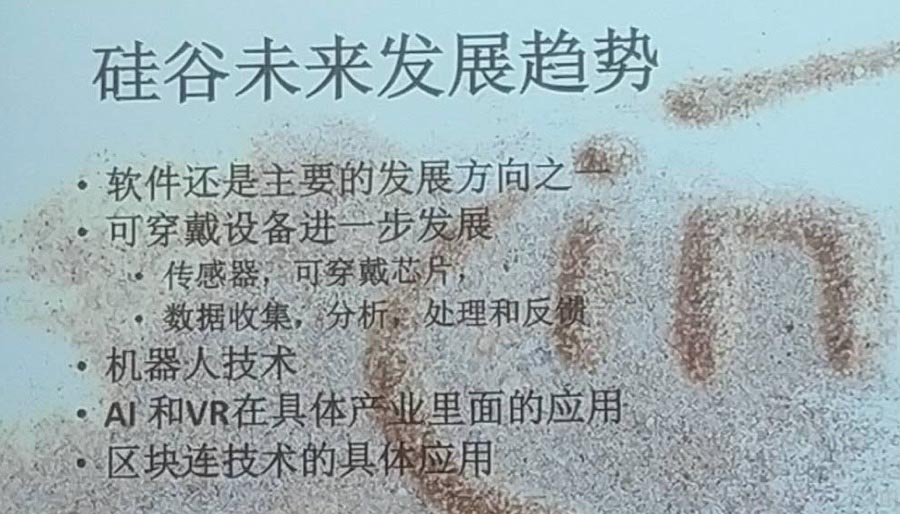 硅谷未来发展趋势
• 软件还是主要的发展方向之一
• 可穿戴设备进一步发展
• 传感器，可穿戴芯片，
• 数据收集，分析，处理和反馈
• 机器人技术
• AI 和VR在具体产业里面的应用
• 区块连技术的具体应用
in